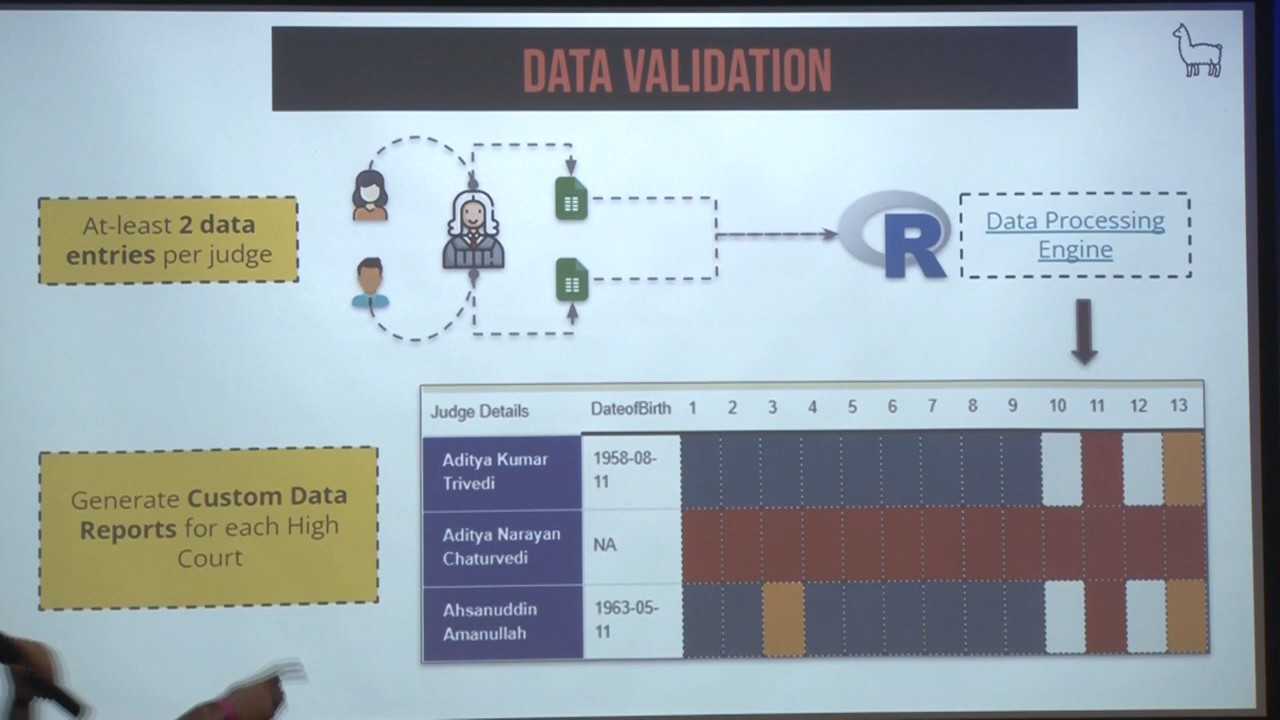 DATA VALIDATION
At-least 2 data
entries per judge
R
Data Processing
Engine
Generate Custom Data
Reports for each High
Court
Judge Details DateofBirth 1 2 3 4 5 6 7 8 9 10 11 12 13
Aditya Kumar
Trivedi
1958-08-
11
Aditya Narayan
Chaturvedi
NA
Ahsanuddin
Amanullah
1963-05-
11